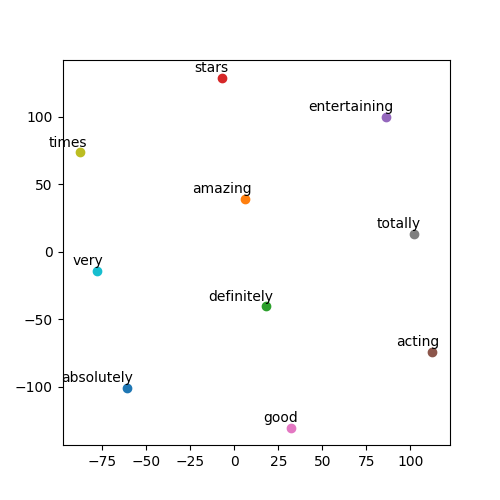 stars
entertaining
times
amazing
totally
very
definitely
acting
absolutely
good
100
50
0
−50
−100
−75 −50 −25 0 25 50 75 100